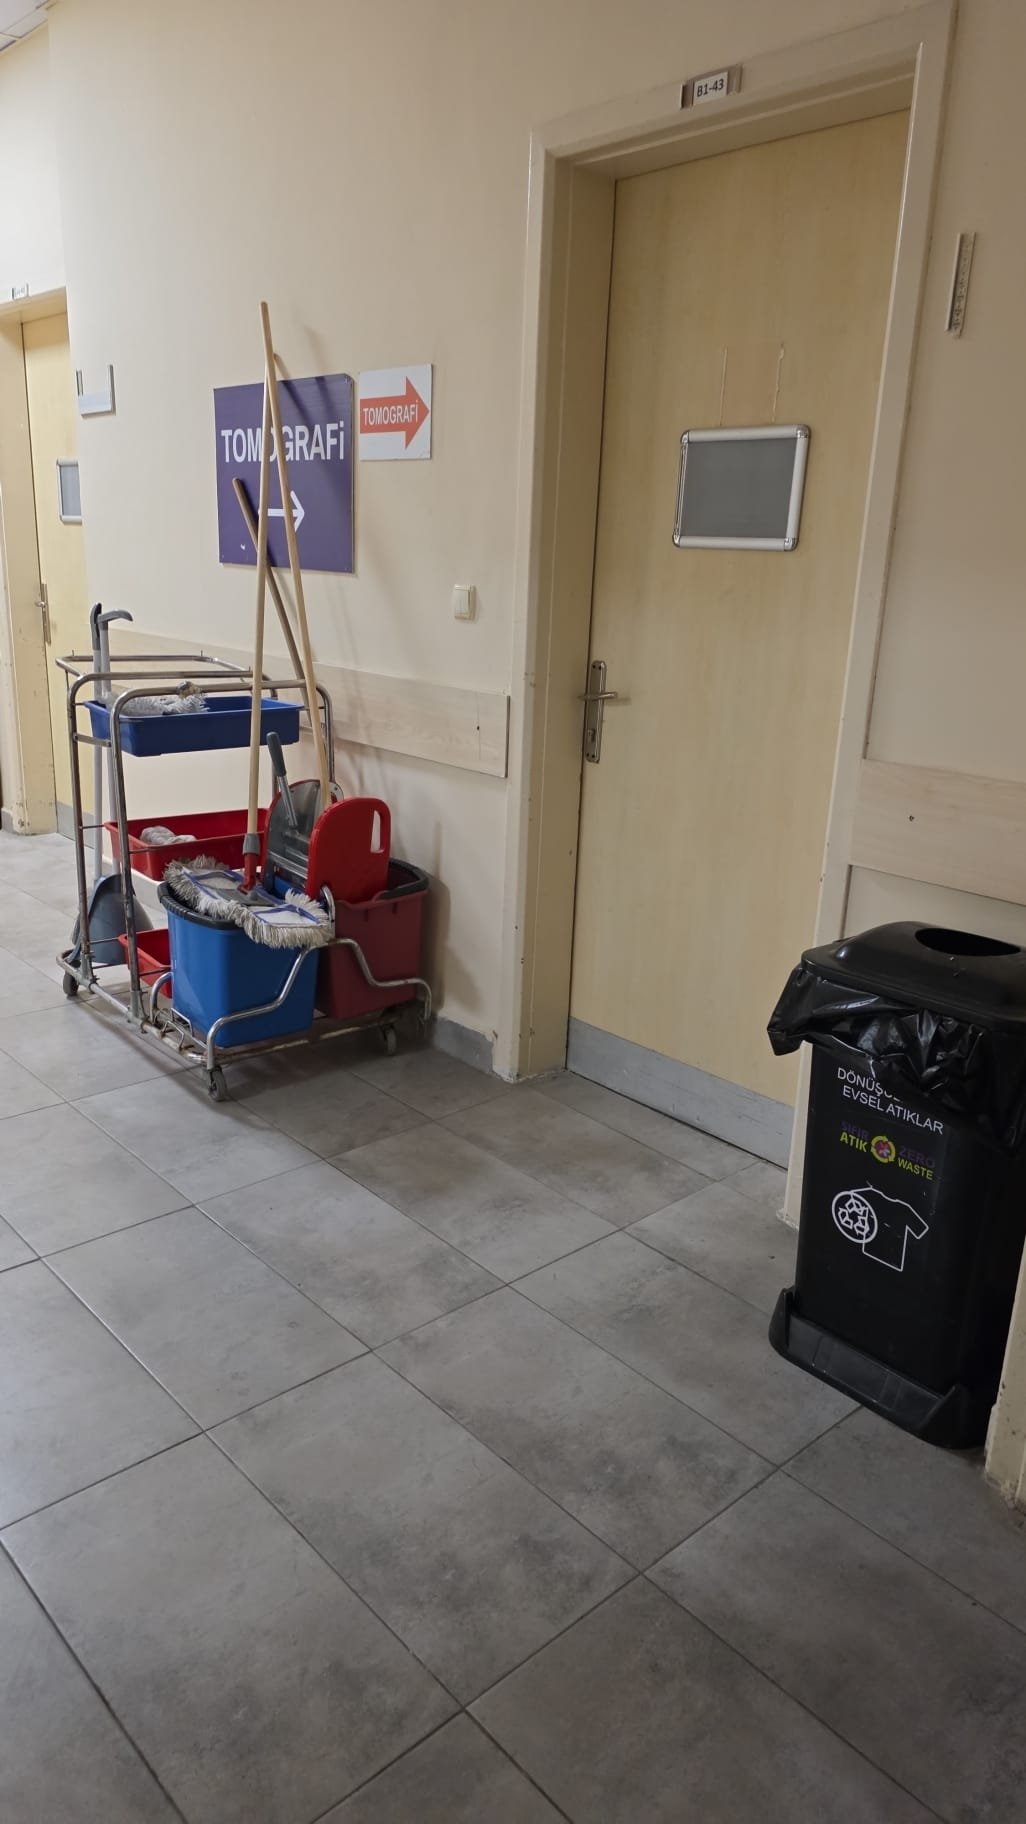 B1-43
TOMOGRAFİ
TOMOGRAFİ
EVSEL ATIKLAR
SIFIR ZERO
ATIK WASTE